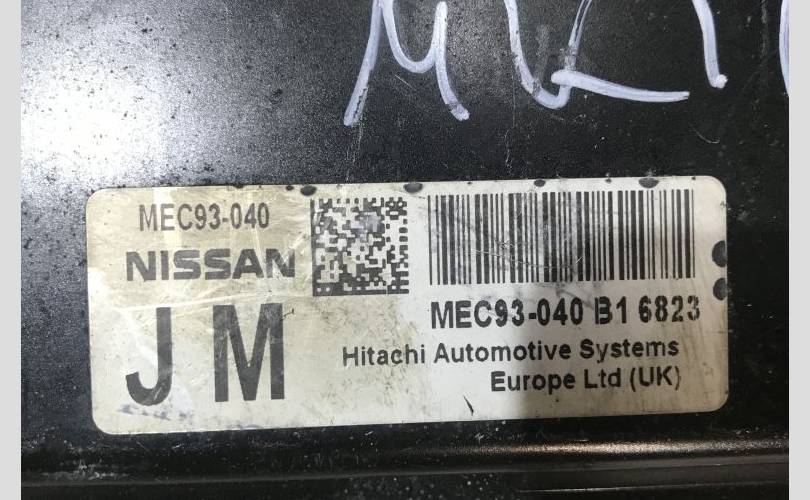 MEC93-040
NISSAN
J M
MEC93-040 B1 6823
Hitachi Automotive Systems
Europe Ltd (UK)